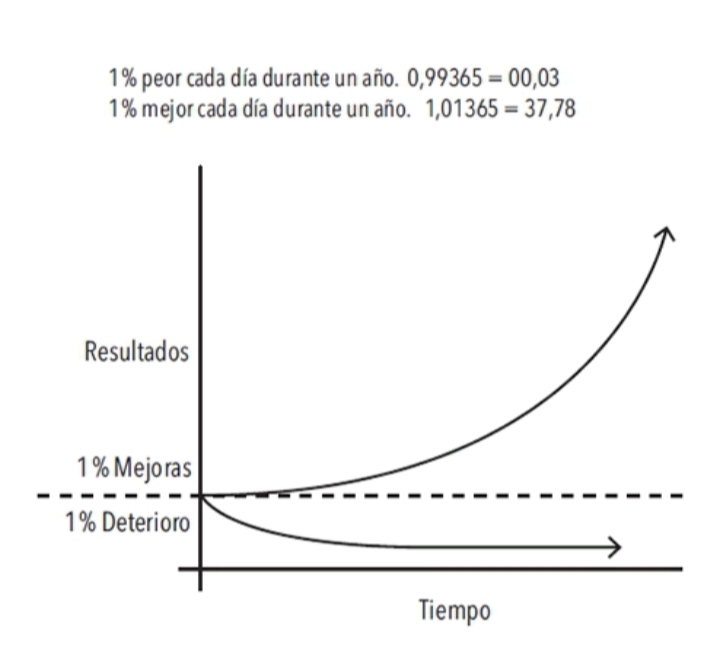 1% peor cada día durante un año. 0,99365 = 00,03
1% mejor cada día durante un año. 1,01365 = 37,78
Resultados
1% Mejoras
1% Deterioro
Tiempo